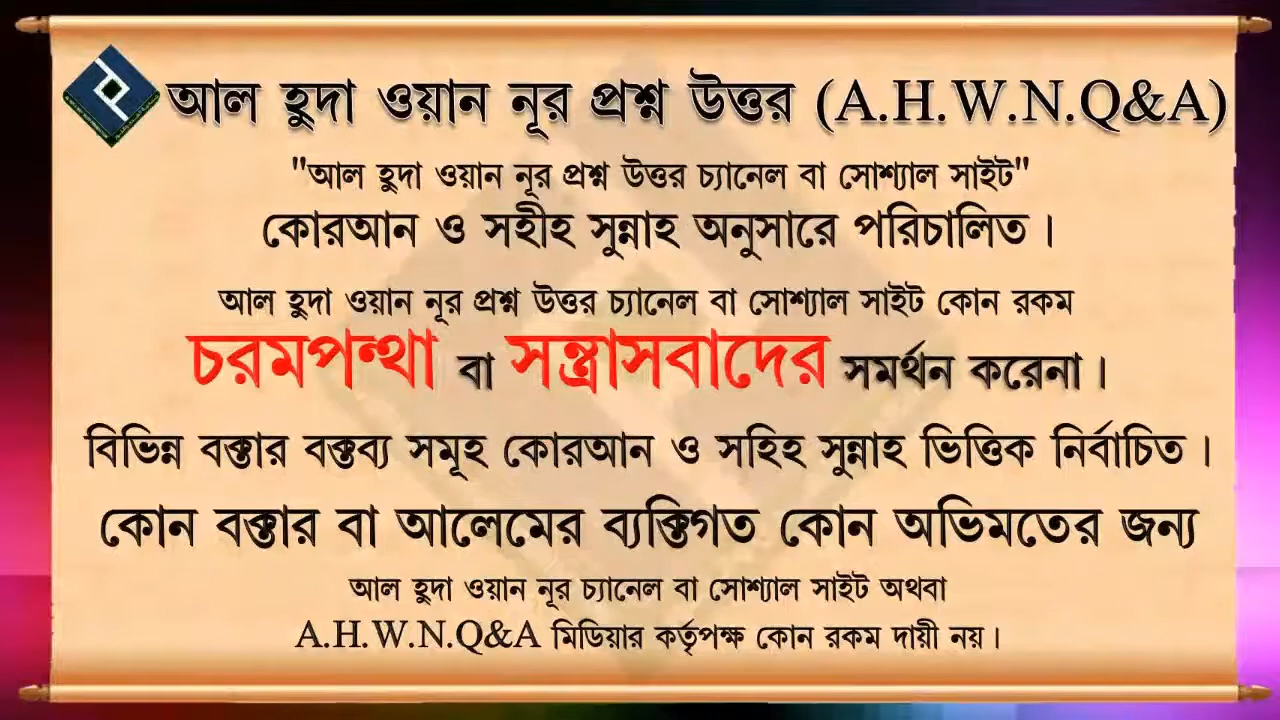 আল হুদা ওয়ান নূর প্রশ্ন উত্তর (A.H.W.N.Q&A)
"আল হুদা ওয়ান নূর প্রশ্ন উত্তর চ্যানেল বা সোশ্যাল সাইট"
কোরআন ও সহীহ সুন্নাহ অনুসারে পরিচালিত।
আল হুদা ওয়ান নূর প্রশ্ন উত্তর চ্যানেল বা সোশ্যাল সাইট কোন রকম
চরমপন্থা বা সন্ত্রাসবাদের সমর্থন করেনা।
বিভিন্ন বক্তার বক্তব্য সমূহ কোরআন ও সহিহ সুন্নাহ ভিত্তিক নির্বাচিত।
কোন বক্তার বা আলেমের ব্যক্তিগত কোন অভিমতের জন্য
আল হুদা ওয়ান নূর চ্যানেল বা সোশ্যাল সাইট অথবা
A.H.W.N.Q&A মিডিয়ার কর্তৃপক্ষ কোন রকম দায়ী নয়।